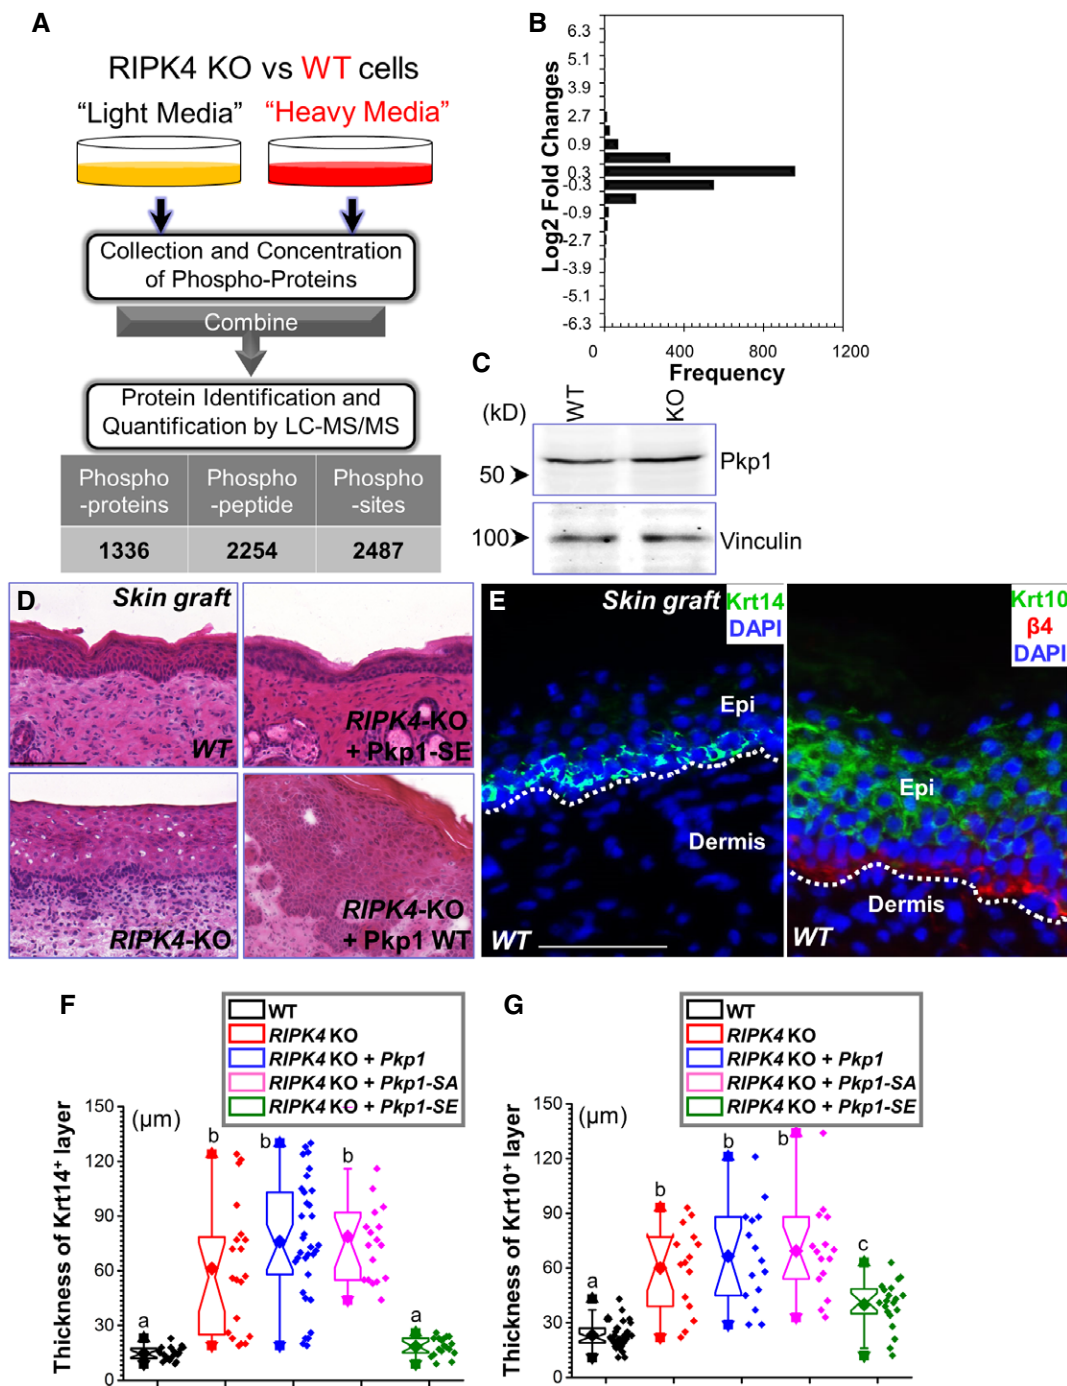 A
RIPK4 KO vs WT cells
“Light Media”
“Heavy Media”
Collection and Concentration
of Phospho-Proteins
Combine
Protein Identification and
Quantification by LC-MS/MS
Phospho
-proteins
Phospho
-peptide
Phospho
-sites
1336
2254
2487
B
Log2 Fold Changes
6.3
5.1
3.9
2.7
0.9
0.3
-0.3
-0.9
-2.7
-3.9
-5.1
-6.3
0
400
800
1200
Frequency
C
(kD)
WT
KO
50
Pkp1
100
Vinculin
D
Skin graft
WT
RIPK4-KO
+ Pkp1-SE
RIPK4-KO
RIPK4-KO
+ Pkp1 WT
E
Skin graft
Krt14
DAPI
Epi
Dermis
WT
Krt10
β4
DAPI
Epi
Dermis
WT
F
WT
RIPK4 KO
RIPK4 KO + Pkp1
RIPK4 KO + Pkp1-SA
RIPK4 KO + Pkp1-SE
Thickness of Krt14⁺ layer
(μm)
150
120
90
60
30
0
a
b
b
b
a
G
WT
RIPK4 KO
RIPK4 KO + Pkp1
RIPK4 KO + Pkp1-SA
RIPK4 KO + Pkp1-SE
Thickness of Krt10⁺ layer
(μm)
150
120
90
60
30
0
a
b
b
b
c